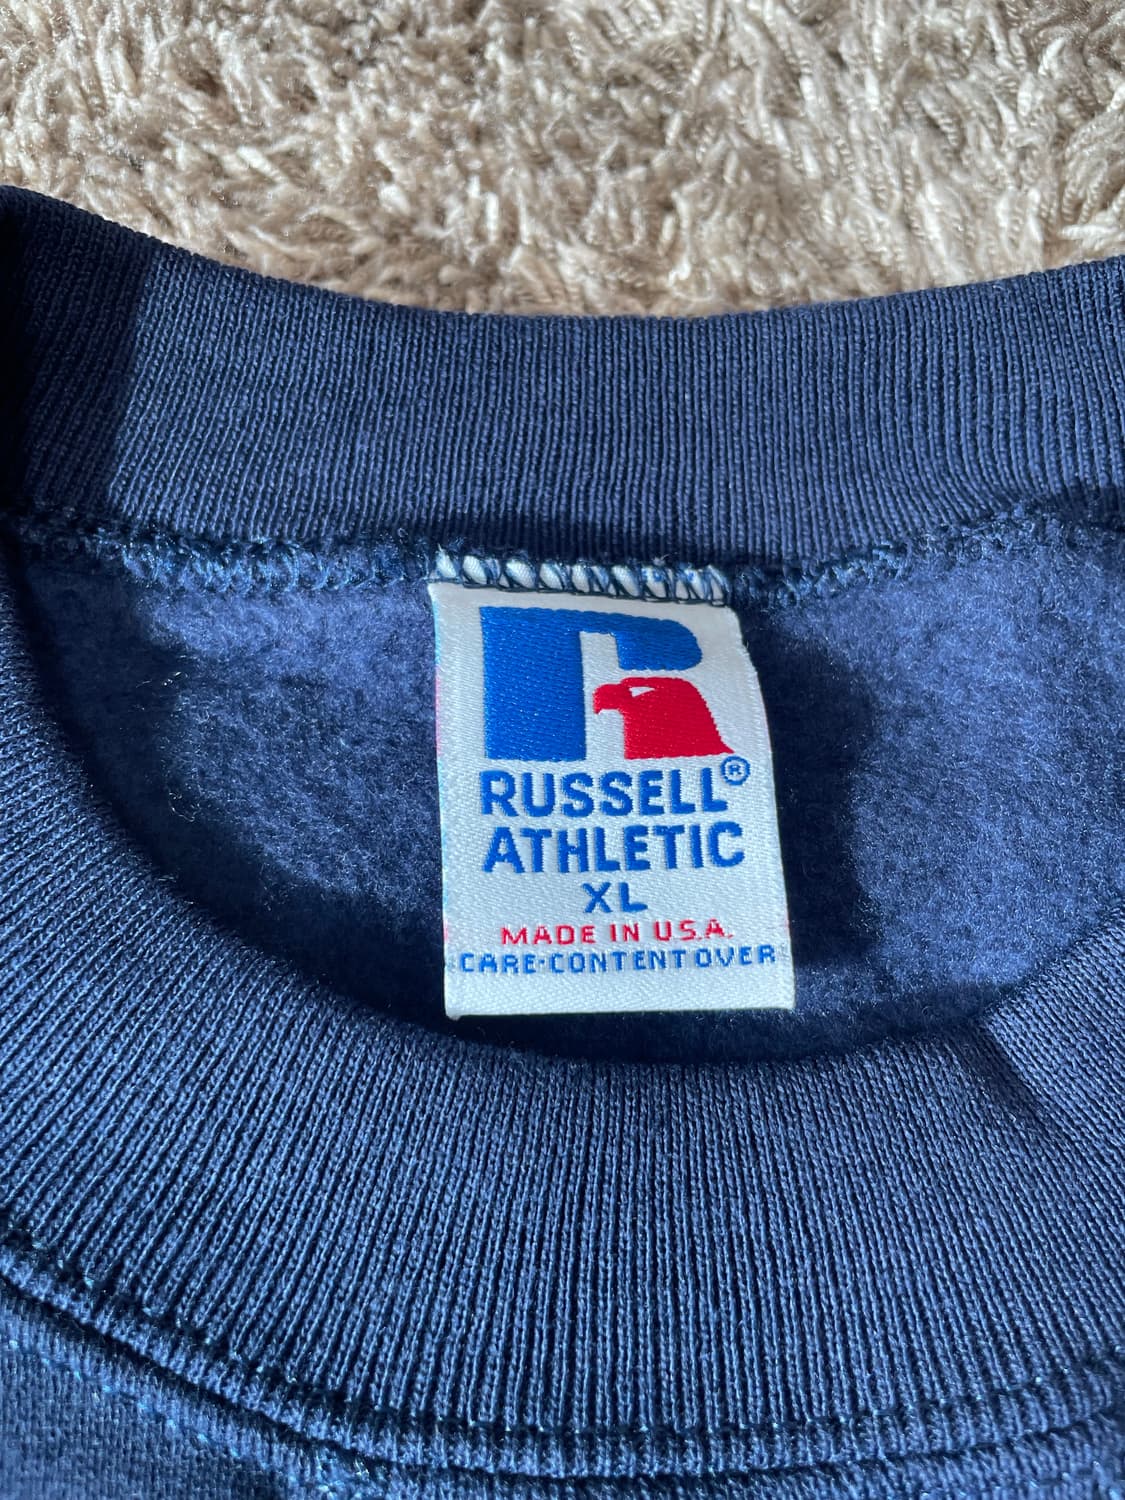 R
RUSSELL®
ATHLETIC
XL
MADE IN U.S.A.
CARE·CONTENT OVER